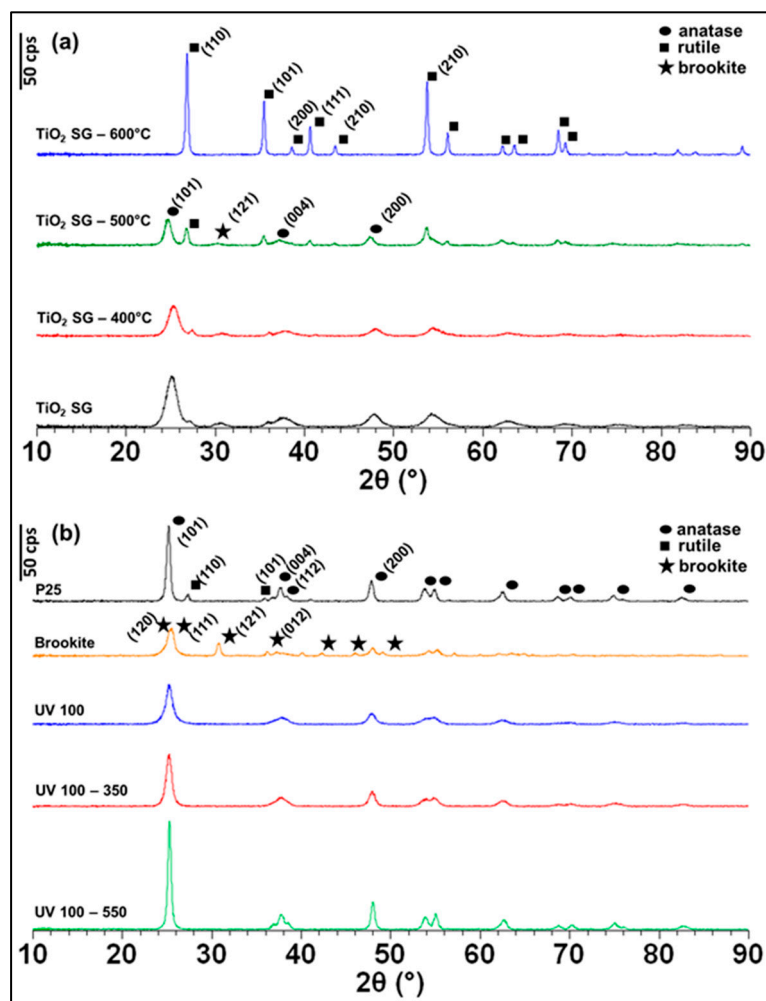 50 cps
(a)
● anatase
■ rutile
★ brookite
■ (110)
■ (101)
(200)
■ (111)
■ (210)
■ (210)
TiO₂ SG – 600°C
(101)
(121)
(004)
(200)
TiO₂ SG – 500°C
TiO₂ SG – 400°C
TiO₂ SG
10 20 30 40 50 60 70 80 90
2θ (°)
50 cps
(b)
● anatase
■ rutile
★ brookite
(101)
(110)
(101)
(004)
(112)
(200)
P25
(120)
(111)
(121)
(012)
Brookite
UV 100
UV 100 – 350
UV 100 – 550
10 20 30 40 50 60 70 80 90
2θ (°)